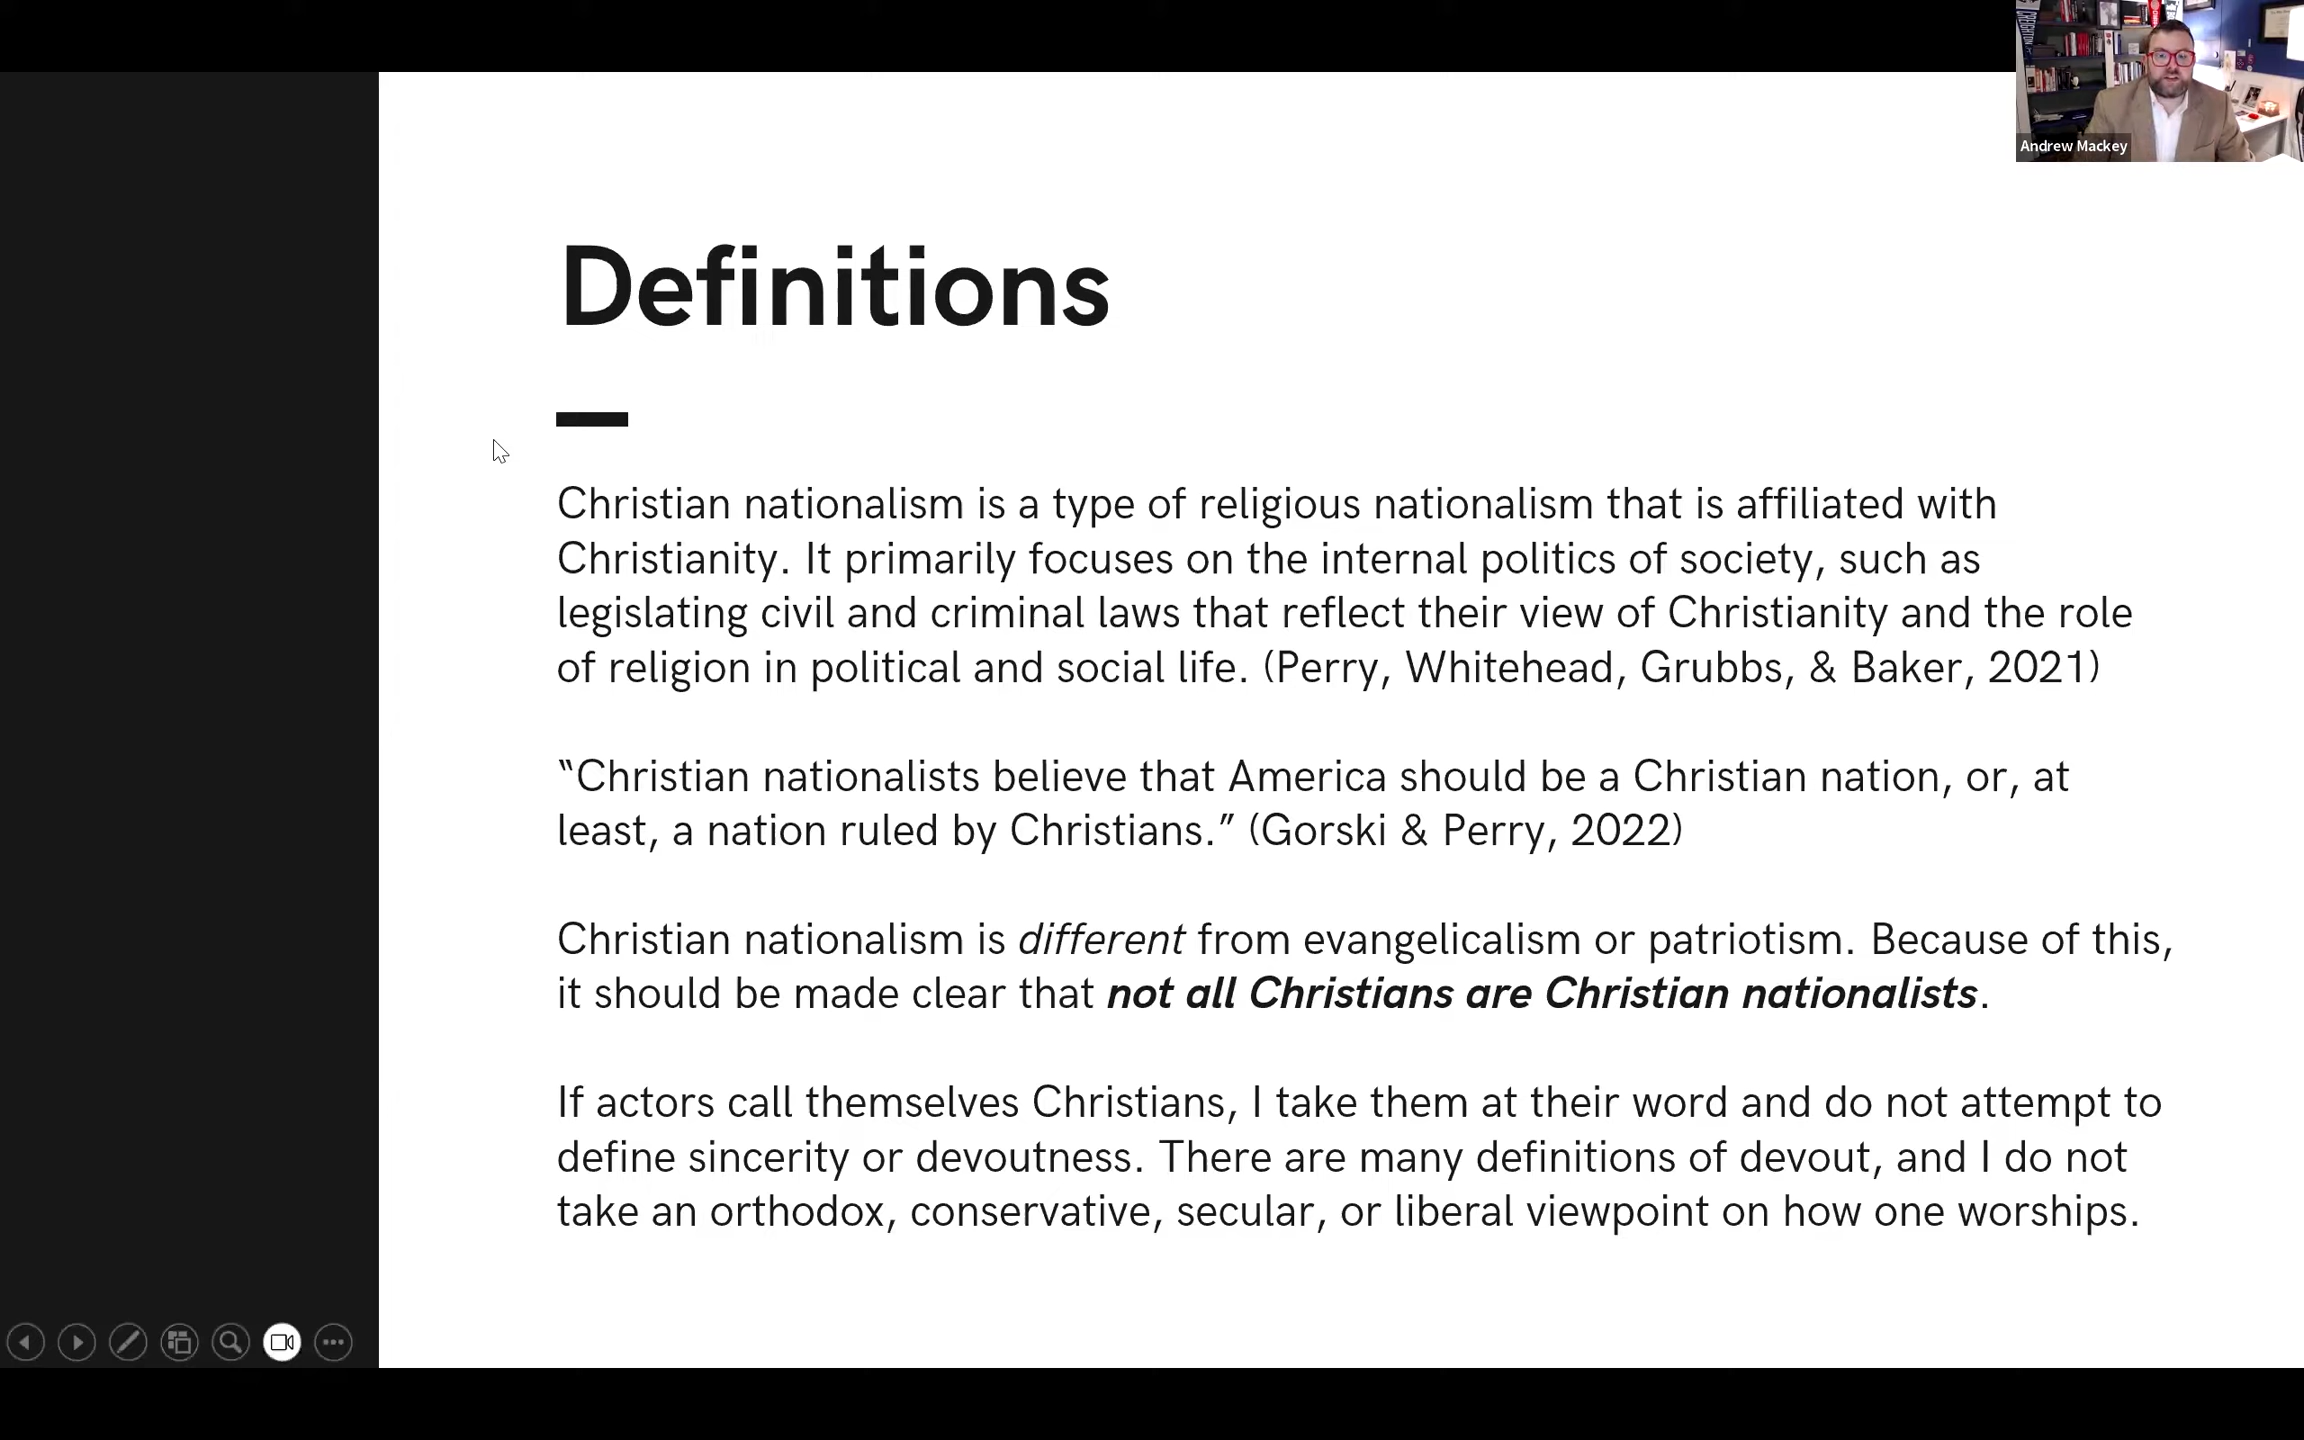 CREIGHTON
Andrew Mackey
Definitions
Christian nationalism is a type of religious nationalism that is affiliated with
Christianity. It primarily focuses on the internal politics of society, such as
legislating civil and criminal laws that reflect their view of Christianity and the role
of religion in political and social life. (Perry, Whitehead, Grubbs, & Baker, 2021)
“Christian nationalists believe that America should be a Christian nation, or, at
least, a nation ruled by Christians.” (Gorski & Perry, 2022)
Christian nationalism is different from evangelicalism or patriotism. Because of this,
it should be made clear that not all Christians are Christian nationalists.
If actors call themselves Christians, I take them at their word and do not attempt to
define sincerity or devoutness. There are many definitions of devout, and I do not
take an orthodox, conservative, secular, or liberal viewpoint on how one worships.